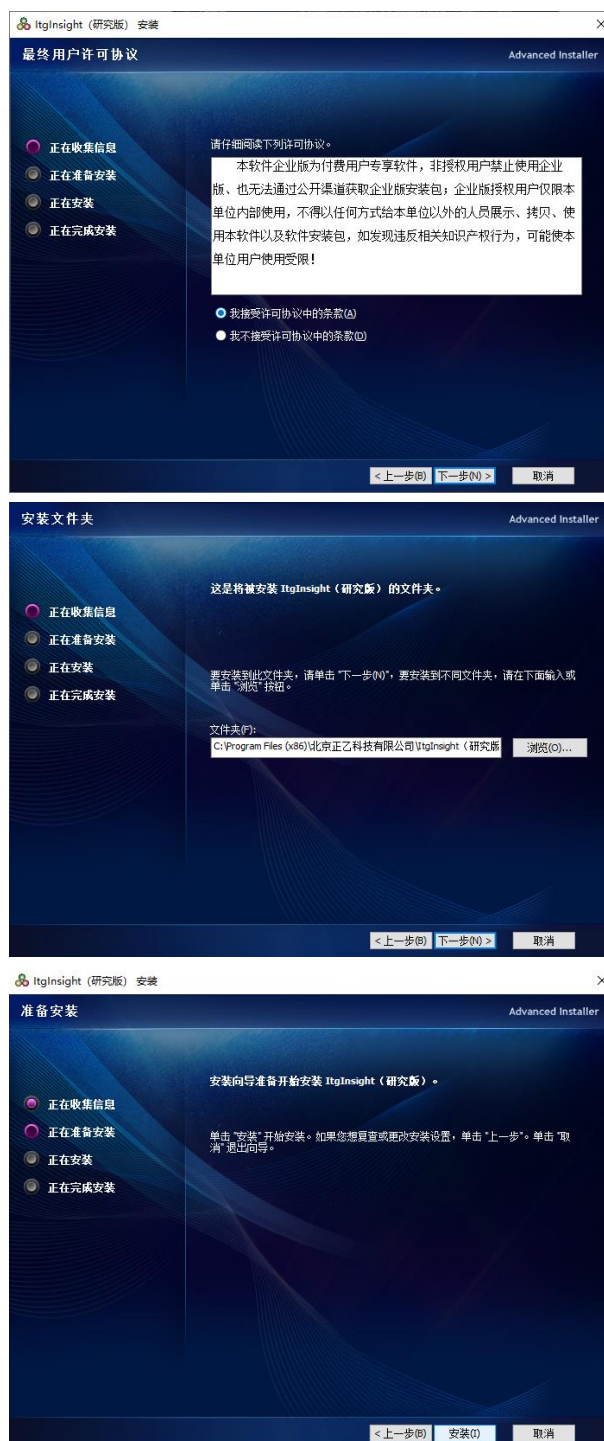 ItgInsight (研究版) 安装
最终用户许可协议
Advanced Installer
正在收集信息
正在准备安装
正在安装
正在完成安装
请仔细阅读下列许可协议。
本软件企业版为付费用户专享软件，非授权用户禁止使用企业
版、也无法通过公开渠道获取企业版安装包；企业版授权用户仅限本
单位内部使用，不得以任何方式给本单位以外的人员展示、拷贝、使
用本软件以及软件安装包，如发现违反相关知识产权行为，可能使本
单位用户使用受限！
我接受许可协议中的条款(A)
我不接受许可协议中的条款(D)
<上一步(B) 下一步(N) > 取消
安装文件夹
Advanced Installer
正在收集信息
正在准备安装
正在安装
正在完成安装
这是将被安装 ItgInsight（研究版）的文件夹。
要安装到此文件夹，请单击 "下一步(N)"，要安装到不同文件夹，请在下面输入或
单击 "浏览" 按钮。
文件夹(F):
C:\Program Files (x86)\北京正乙科技有限公司\ItgInsight（研究版
浏览(O)...
<上一步(B) 下一步(N) > 取消
ItgInsight (研究版) 安装
准备安装
Advanced Installer
正在收集信息
正在准备安装
正在安装
正在完成安装
安装向导准备开始安装 ItgInsight（研究版）。
单击 "安装" 开始安装。如果您想复查或更改安装设置，单击 "上一步"。单击 "取
消" 退出向导。
<上一步(B) 安装(I) 取消